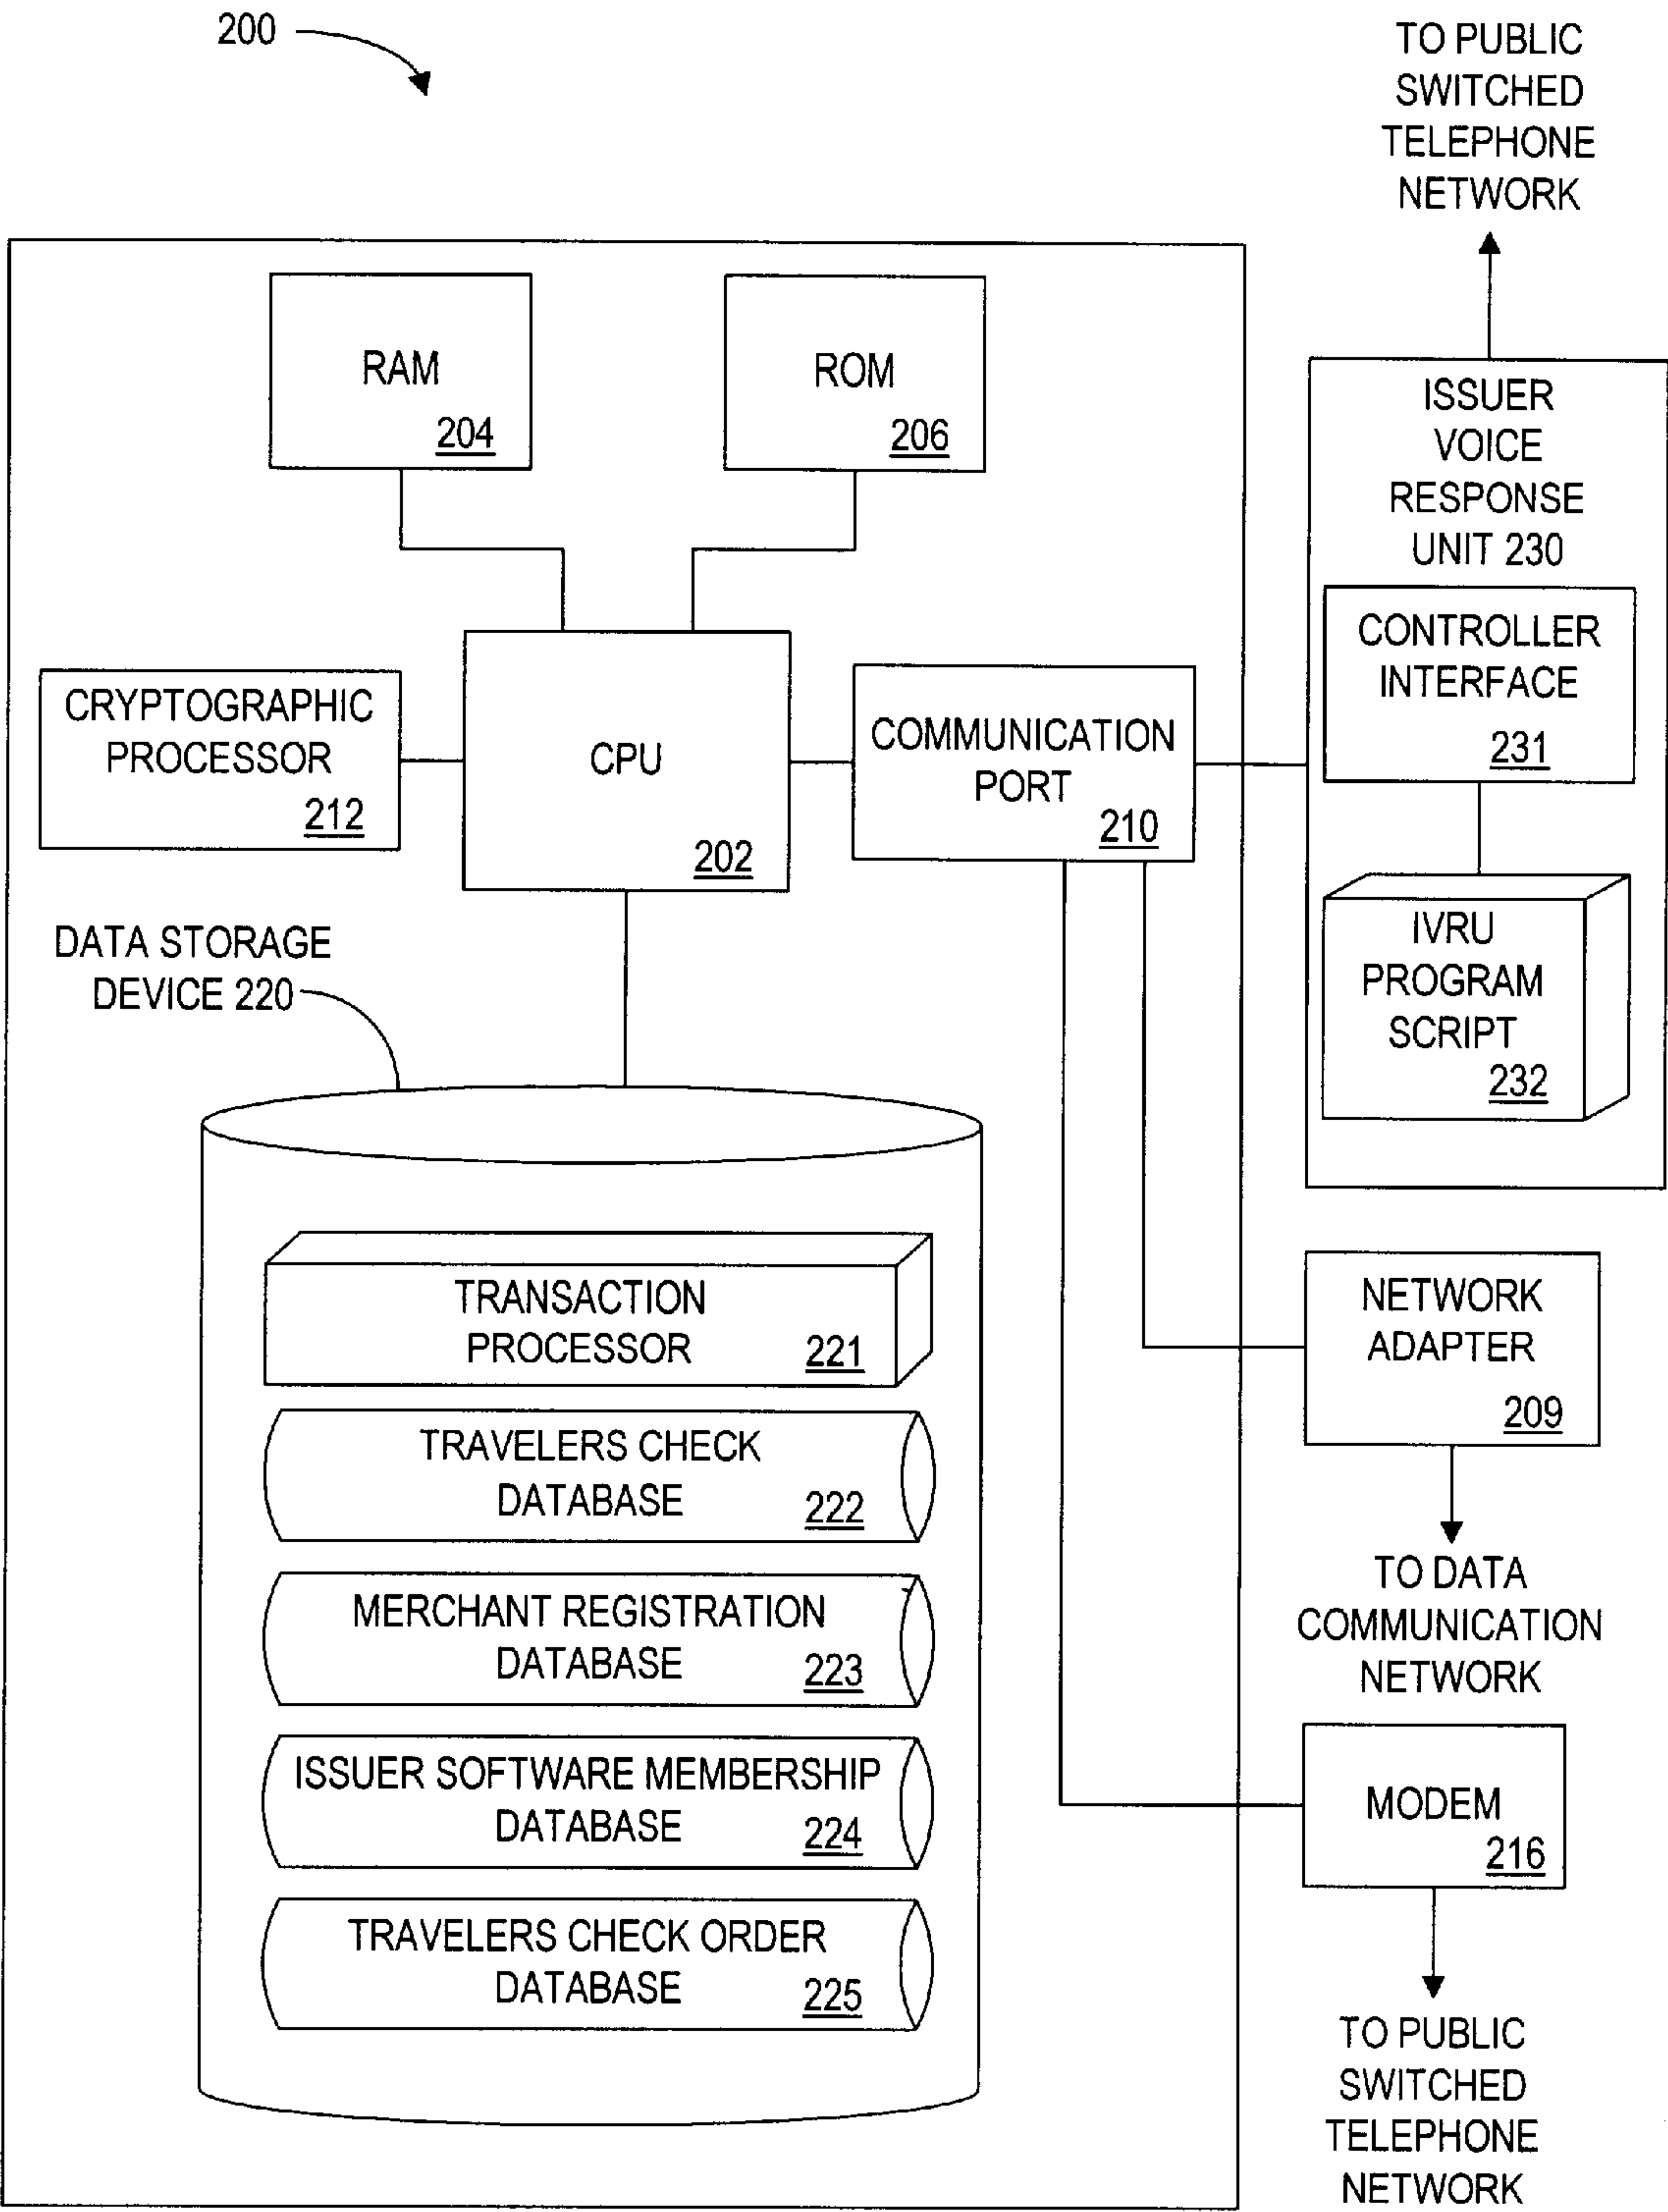 200
TO PUBLIC
SWITCHED
TELEPHONE
NETWORK
RAM
204
ROM
206
ISSUER
VOICE
RESPONSE
UNIT 230
CONTROLLER
INTERFACE
231
CRYPTOGRAPHIC
PROCESSOR
212
CPU
202
COMMUNICATION
PORT
210
IVRU
PROGRAM
SCRIPT
232
DATA STORAGE
DEVICE 220
TRANSACTION
PROCESSOR 221
TRAVELERS CHECK
DATABASE 222
MERCHANT REGISTRATION
DATABASE 223
ISSUER SOFTWARE MEMBERSHIP
DATABASE 224
TRAVELERS CHECK ORDER
DATABASE 225
NETWORK
ADAPTER
209
TO DATA
COMMUNICATION
NETWORK
MODEM
216
TO PUBLIC
SWITCHED
TELEPHONE
NETWORK